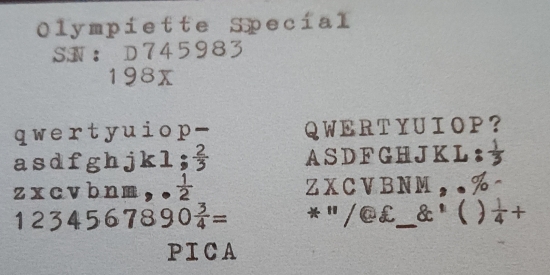 Olympiette Special
SN: D745983
198X
qwertyuiop- QWERTYUIOP?
asdfghjkl;⅔ ASDFGHJKL:⅓
zxcvbnm,.½ ZXCVBNM,.%-
1234567890¾= *"/@£_&'()¼+
PICA